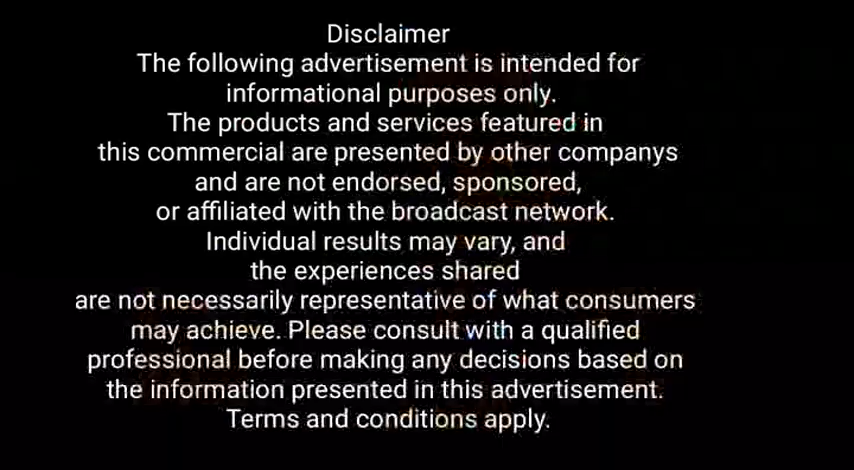 Disclaimer
The following advertisement is intended for
informational purposes only.
The products and services featured in
this commercial are presented by other companys
and are not endorsed, sponsored,
or affiliated with the broadcast network.
Individual results may vary, and
the experiences shared
are not necessarily representative of what consumers
may achieve. Please consult with a qualified
professional before making any decisions based on
the information presented in this advertisement.
Terms and conditions apply.